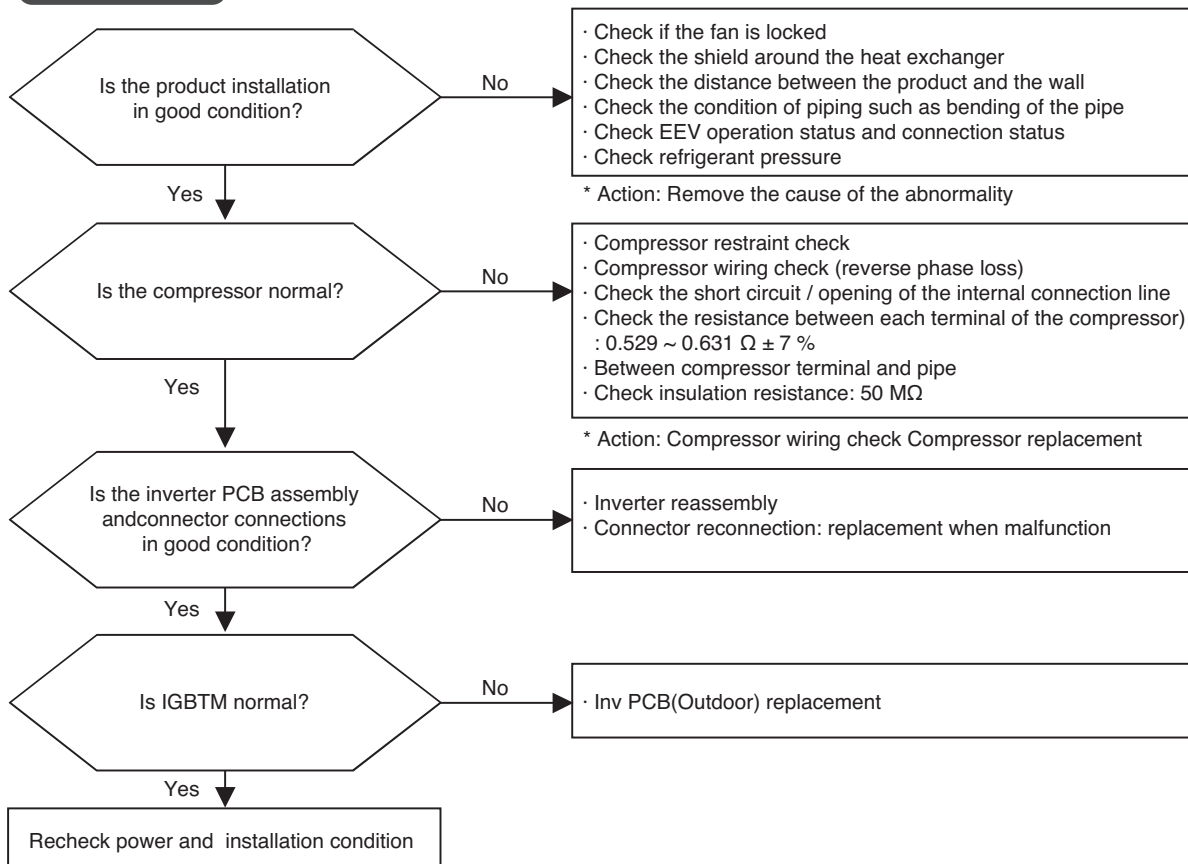 Is the product installation
in good condition?
No
· Check if the fan is locked
· Check the shield around the heat exchanger
· Check the distance between the product and the wall
· Check the condition of piping such as bending of the pipe
· Check EEV operation status and connection status
· Check refrigerant pressure
* Action: Remove the cause of the abnormality
Yes
Is the compressor normal?
No
· Compressor restraint check
· Compressor wiring check (reverse phase loss)
· Check the short circuit / opening of the internal connection line
· Check the resistance between each terminal of the compressor)
: 0.529 ~ 0.631 Ω ± 7 %
· Between compressor terminal and pipe
· Check insulation resistance: 50 MΩ
* Action: Compressor wiring check Compressor replacement
Yes
Is the inverter PCB assembly
andconnector connections
in good condition?
No
· Inverter reassembly
· Connector reconnection: replacement when malfunction
Yes
Is IGBTM normal?
No
· Inv PCB(Outdoor) replacement
Yes
Recheck power and installation condition